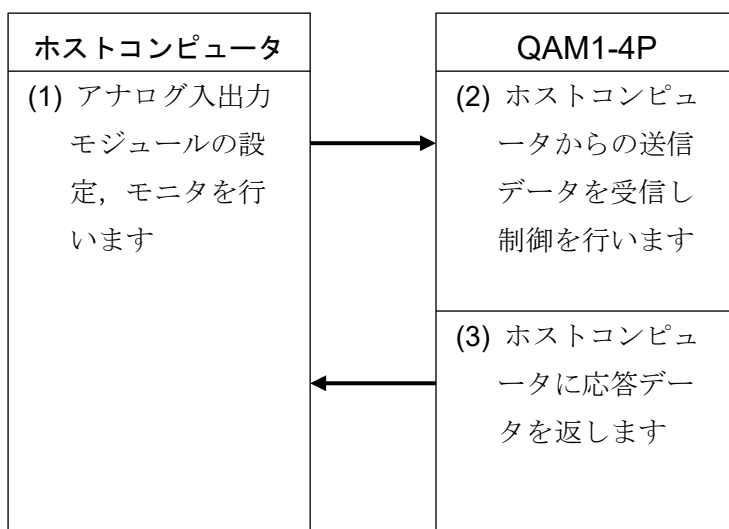 ホストコンピュータ
(1) アナログ入出力
モジュールの設
定，モニタを行
います
QAM1-4P
(2) ホストコンピュ
ータからの送信
データを受信し
制御を行います
(3) ホストコンピュ
ータに応答デー
タを返します